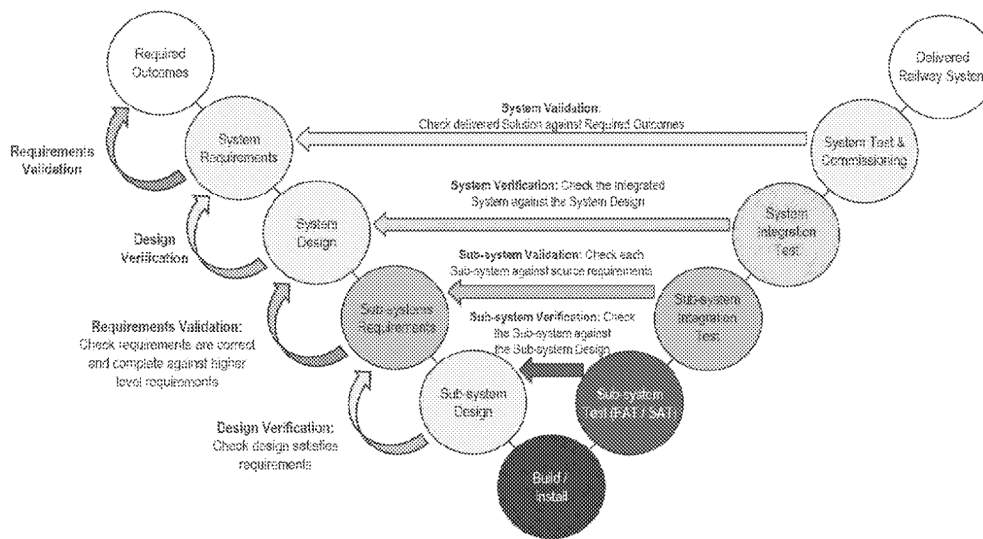 Required
Outcomes
Delivered
Railway System
System Validation:
Check delivered Solution against Required Outcomes
System
Requirements
System Test &
Commissioning
Requirements
Validation
System Verification: Check the Integrated
System against the System Design
System
Design
System
Integration
Test
Design
Verification
Sub-system Validation: Check each
Sub-system against source requirements
Sub-systems
Requirements
Sub-system
Integration
Test
Sub-system Verification: Check
the Sub-system against
the Sub-system Design
Requirements Validation:
Check requirements are correct
and complete against higher
level requirements
Sub-system
Design
Sub-system
Test (FAT / SAT)
Design Verification:
Check design satisfies
requirements
Build /
Install